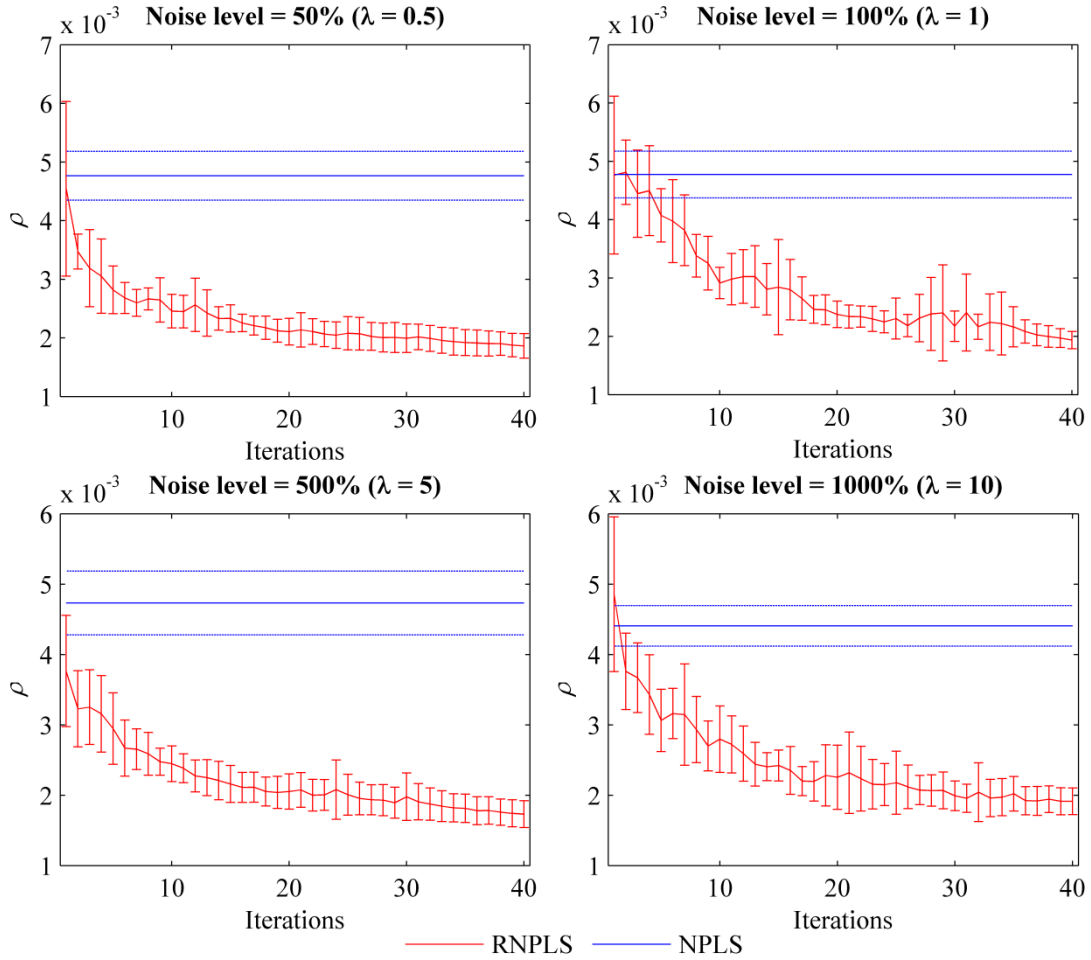 x 10-3 Noise level = 50% (λ = 0.5)
7
6
5
4
3
2
1
ρ
10 20 30 40
Iterations
x 10-3 Noise level = 100% (λ = 1)
7
6
5
4
3
2
1
ρ
10 20 30 40
Iterations
x 10-3 Noise level = 500% (λ = 5)
6
5
4
3
2
1
ρ
10 20 30 40
Iterations
x 10-3 Noise level = 1000% (λ = 10)
6
5
4
3
2
1
ρ
10 20 30 40
Iterations
RNPLS NPLS